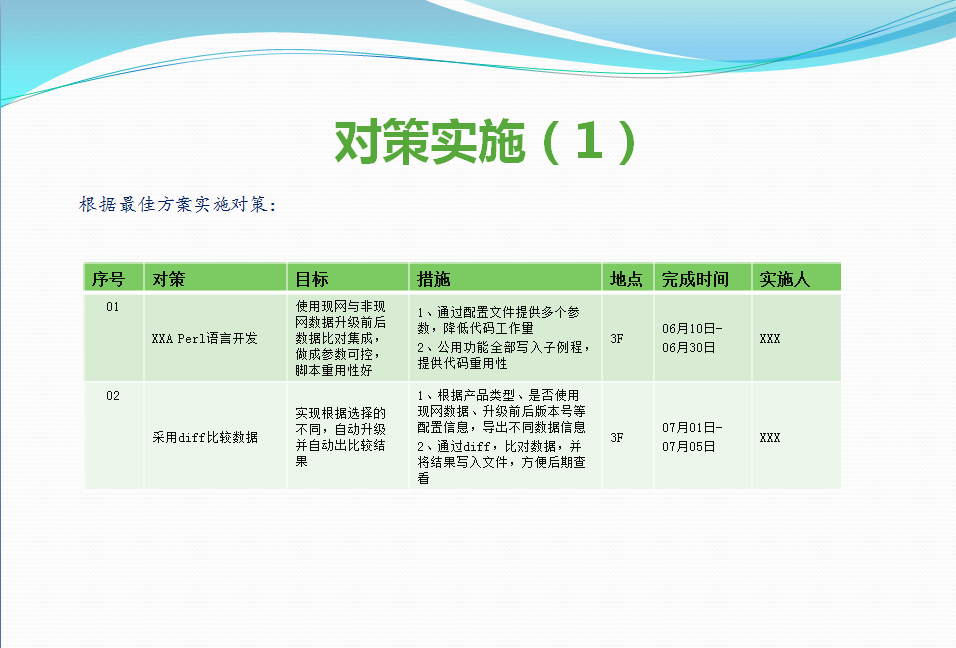 对策实施（1）
根据最佳方案实施对策：
序号 对策 目标 措施 地点 完成时间 实施人
01
XXA Perl语言开发
使用现网与非现
网数据升级前后
数据比对集成，
做成参数可控，
脚本重用性好
1、通过配置文件提供多个参
数，降低代码工作量
2、公用功能全部写入子例程，
提供代码重用性
3F
06月10日-
06月30日
XXX
02
采用diff比较数据
实现根据选择的
不同，自动升级
并自动出比较结
果
1、根据产品类型、是否使用
现网数据、升级前后版本号等
配置信息，导出不同数据信息
2、通过diff，比对数据，并
将结果写入文件，方便后期查
看
3F
07月01日-
07月05日
XXX